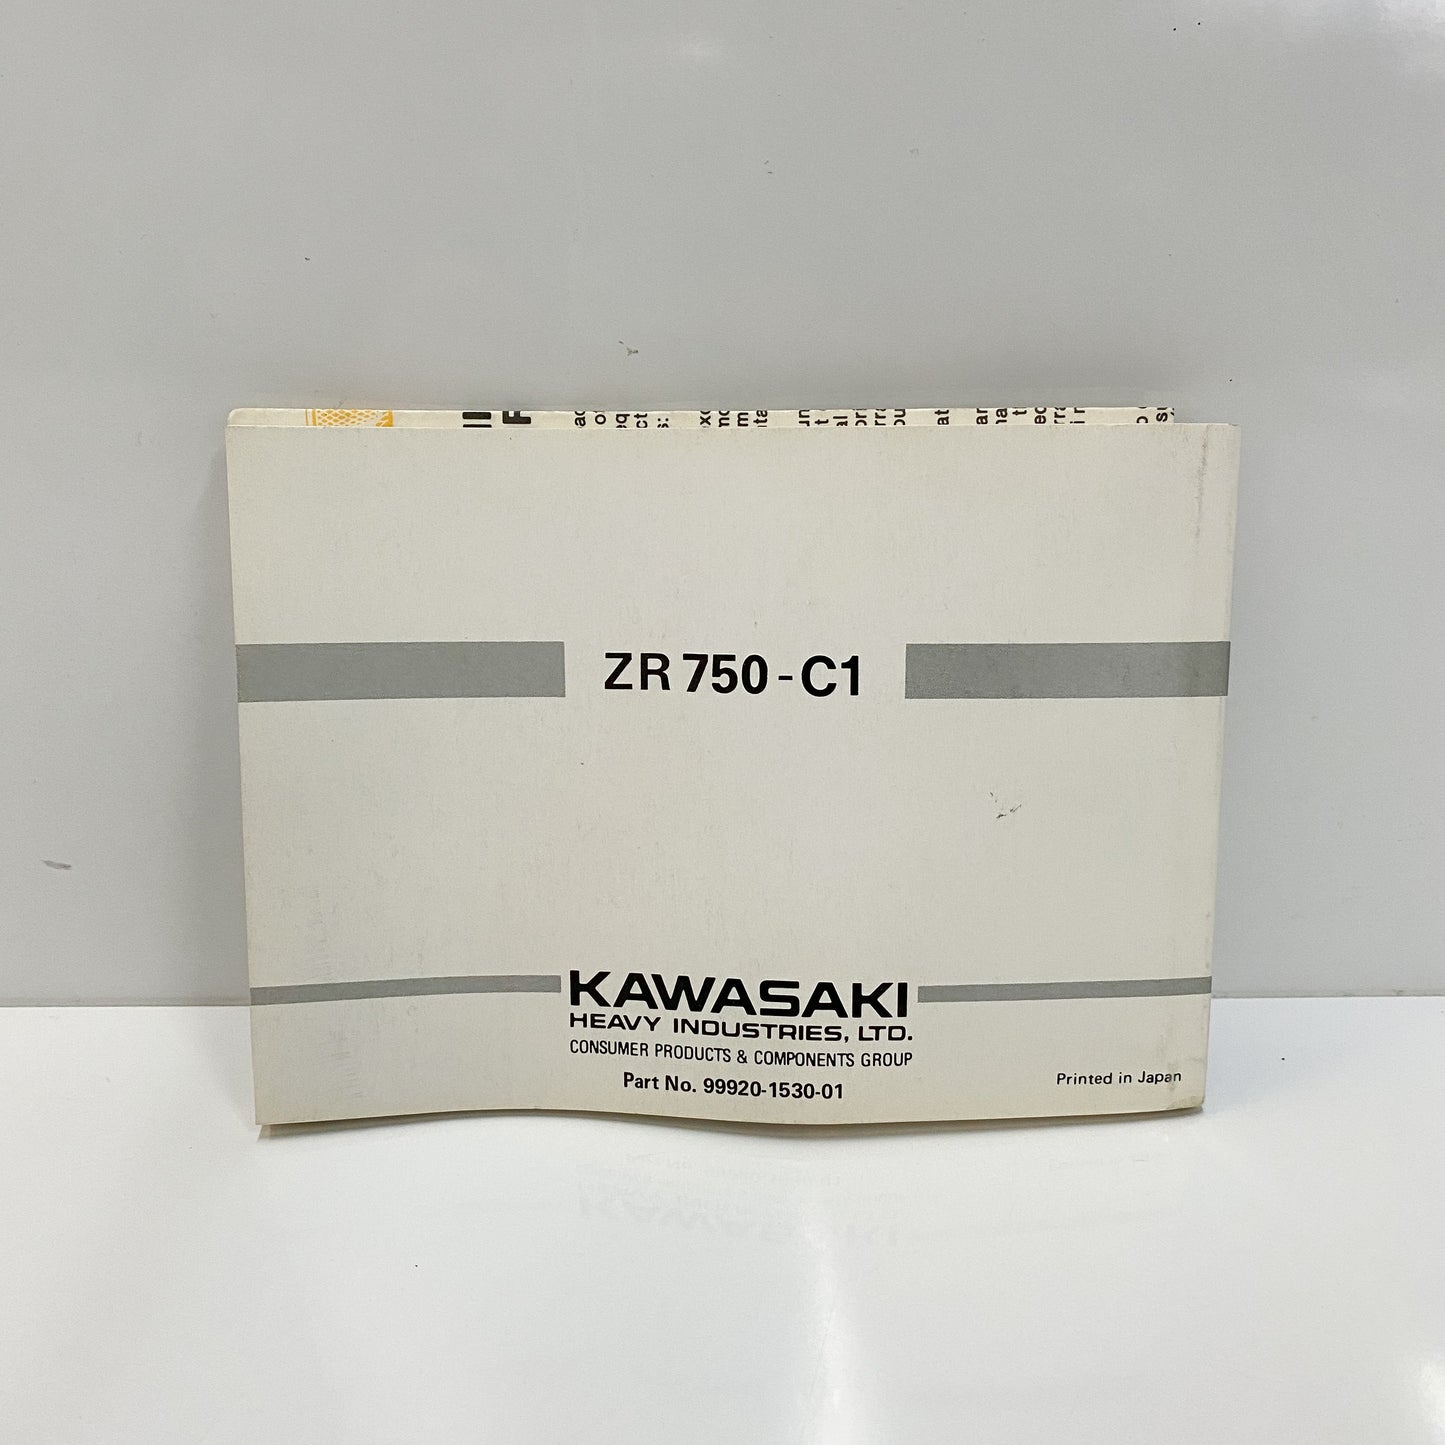 ZR 750-C1
KAWASAKI
HEAVY INDUSTRIES, LTD.
CONSUMER PRODUCTS & COMPONENTS GROUP
Part No. 99920-1530-01
Printed in Japan